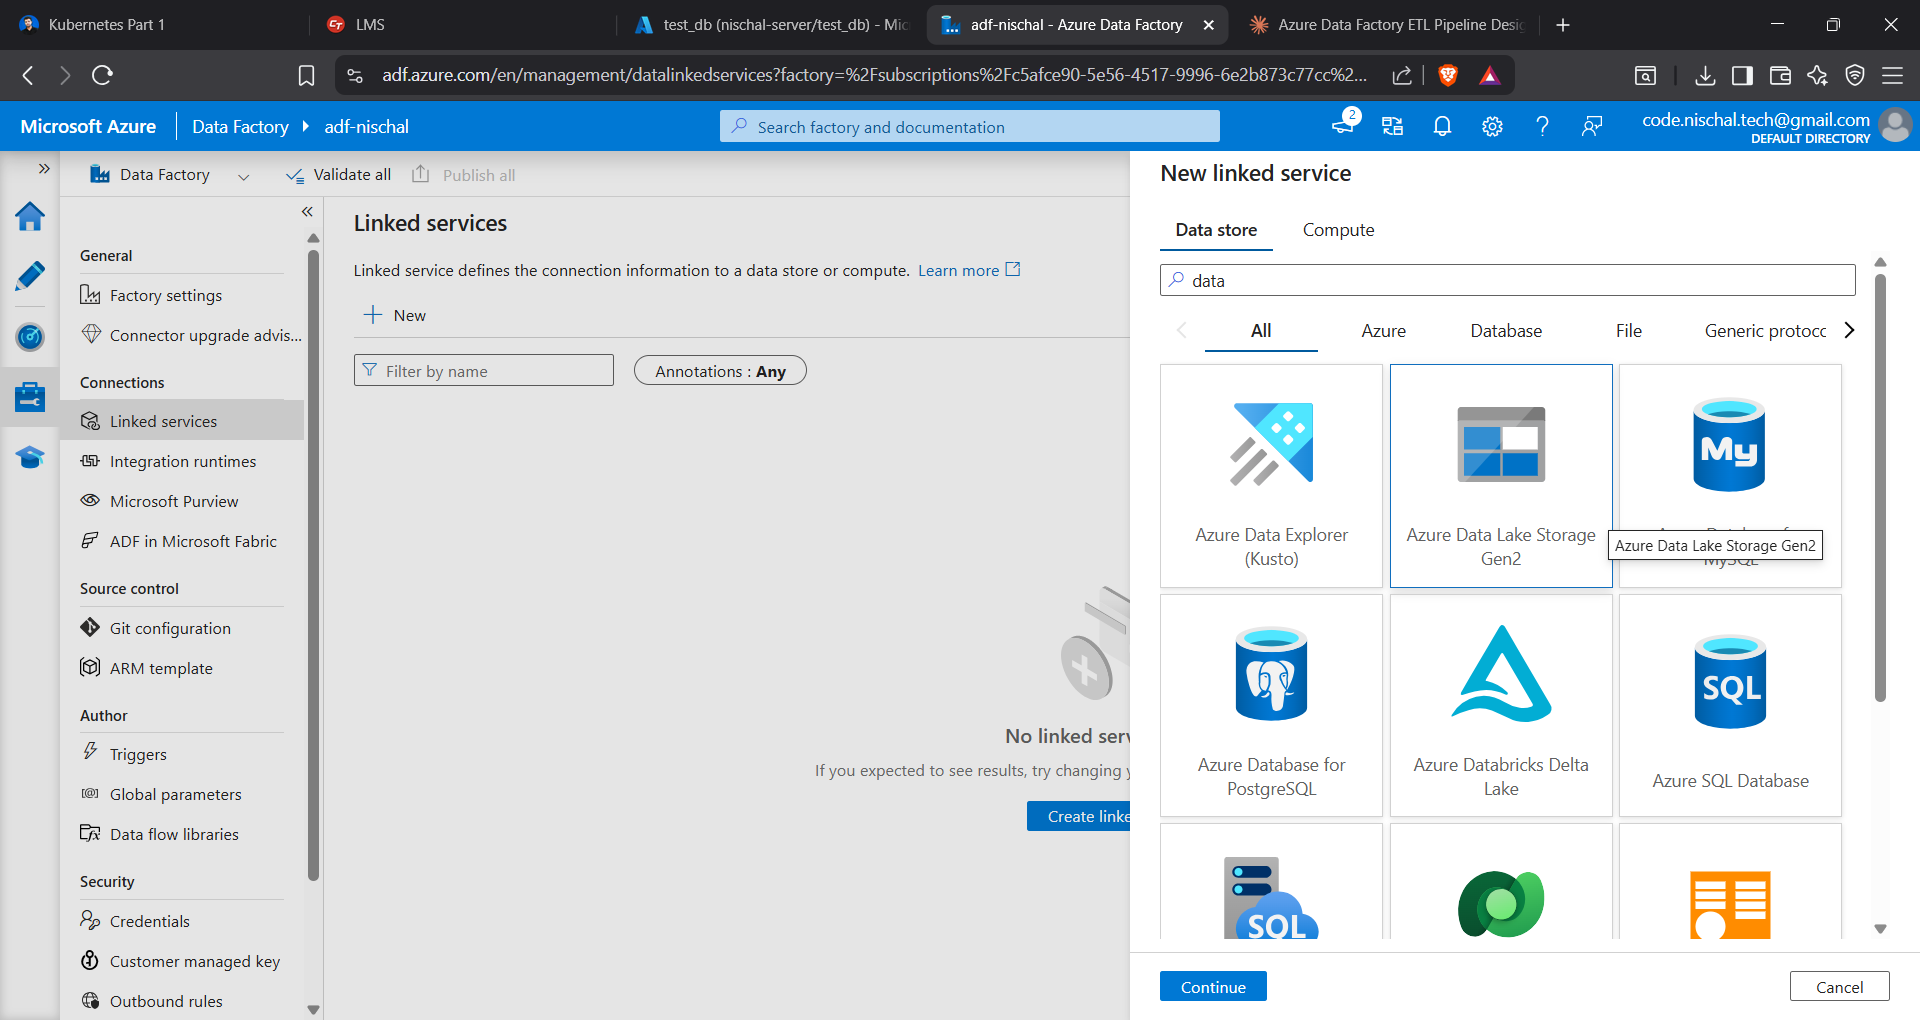 Kubernetes Part 1
LMS
test_db (nischal-server/test_db) - Mic
adf-nischal - Azure Data Factory
Azure Data Factory ETL Pipeline Desig
adf.azure.com/en/management/datalinkedservices?factory=%2Fsubscriptions%2Fc5afce90-5e56-4517-9996-6e2b873c77cc%2...
Microsoft Azure
Data Factory
adf-nischal
Search factory and documentation
2
code.nischal.tech@gmail.com
DEFAULT DIRECTORY
Data Factory
Validate all
Publish all
General
Factory settings
Connector upgrade advis...
Connections
Linked services
Integration runtimes
Microsoft Purview
ADF in Microsoft Fabric
Source control
Git configuration
ARM template
Author
Triggers
Global parameters
Data flow libraries
Security
Credentials
Customer managed key
Outbound rules
Linked services
Linked service defines the connection information to a data store or compute. Learn more
New
Filter by name
Annotations : Any
No linked serv
If you expected to see results, try changing y
Create linke
New linked service
Data store
Compute
data
All
Azure
Database
File
Generic protocc
Azure Data Explorer
(Kusto)
Azure Data Lake Storage
Gen2
My
Azure Data Lake Storage Gen2
MySQL
Azure Database for
PostgreSQL
Azure Databricks Delta
Lake
SQL
Azure SQL Database
SQL
Continue
Cancel